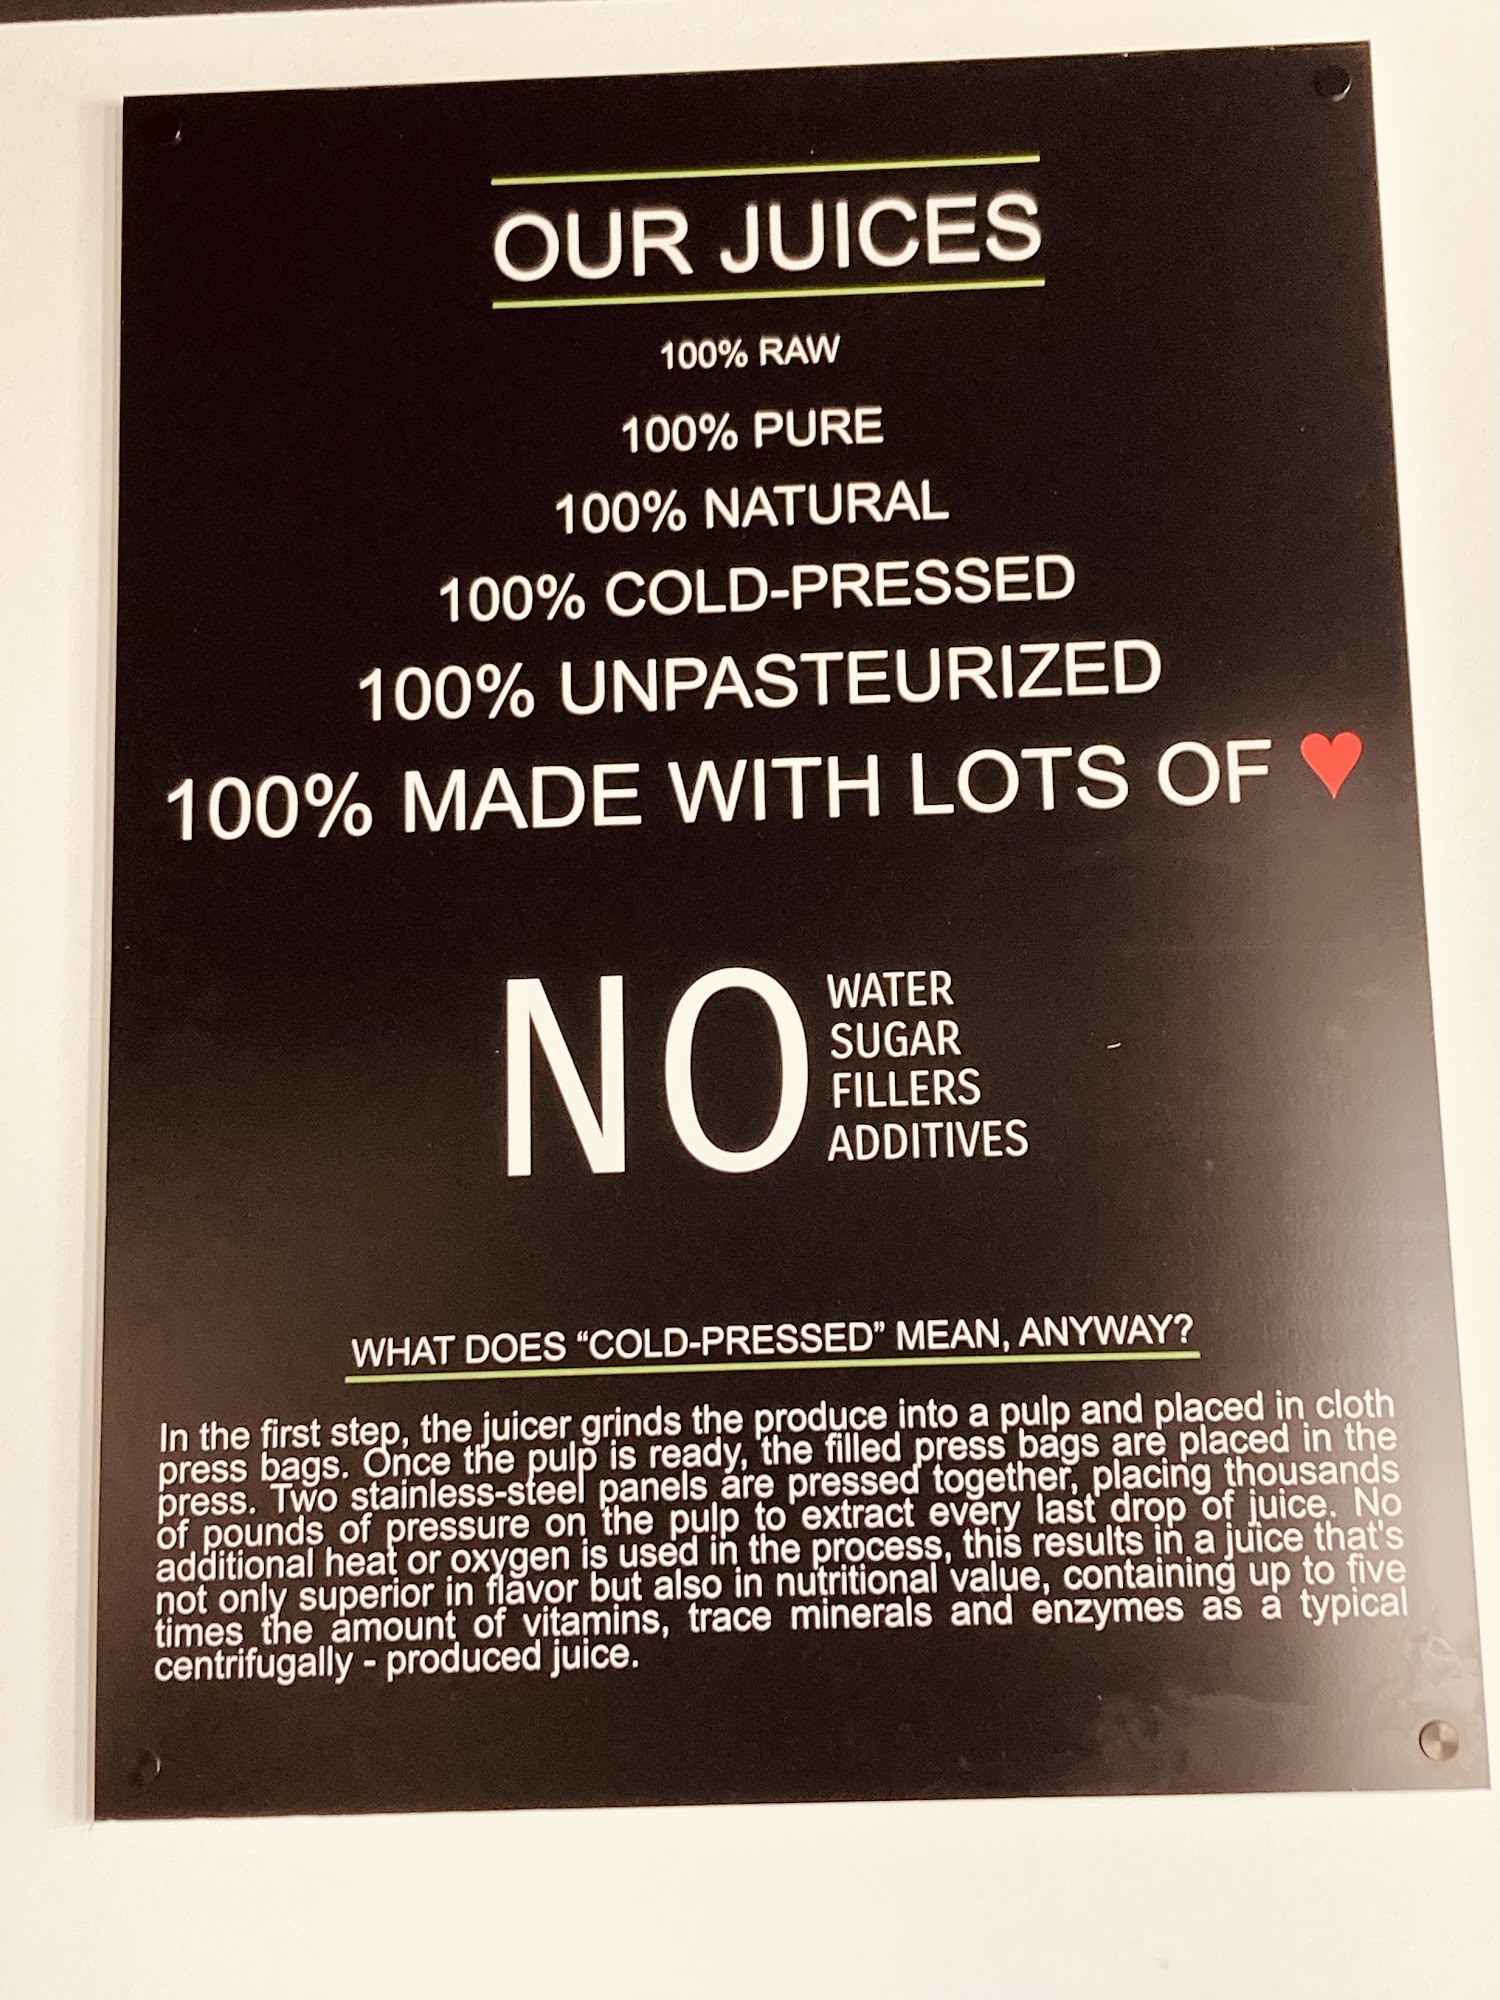 OUR JUICES
100% RAW
100% PURE
100% NATURAL
100% COLD-PRESSED
100% UNPASTEURIZED
100% MADE WITH LOTS OF ♥
NO
WATER
SUGAR
FILLERS
ADDITIVES
WHAT DOES “COLD-PRESSED” MEAN, ANYWAY?
In the first step, the juicer grinds the produce into a pulp and placed in cloth
press bags. Once the pulp is ready, the filled press bags are placed in the
press. Two stainless-steel panels are pressed together, placing thousands
of pounds of pressure on the pulp to extract every last drop of juice. No
additional heat or oxygen is used in the process, this results in a juice that's
not only superior in flavor but also in nutritional value, containing up to five
times the amount of vitamins, trace minerals and enzymes as a typical
centrifugally - produced juice.